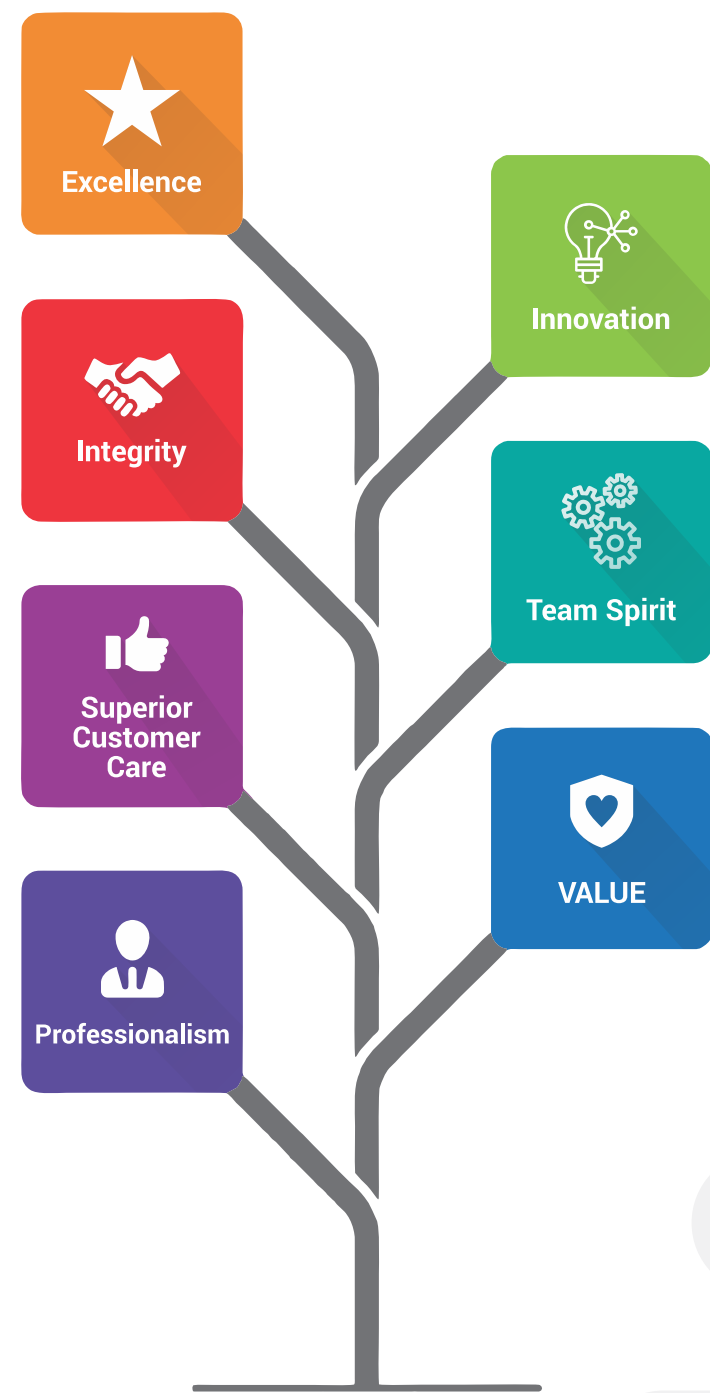 Excellence
Innovation
Integrity
Team Spirit
Superior
Customer
Care
VALUE
Professionalism